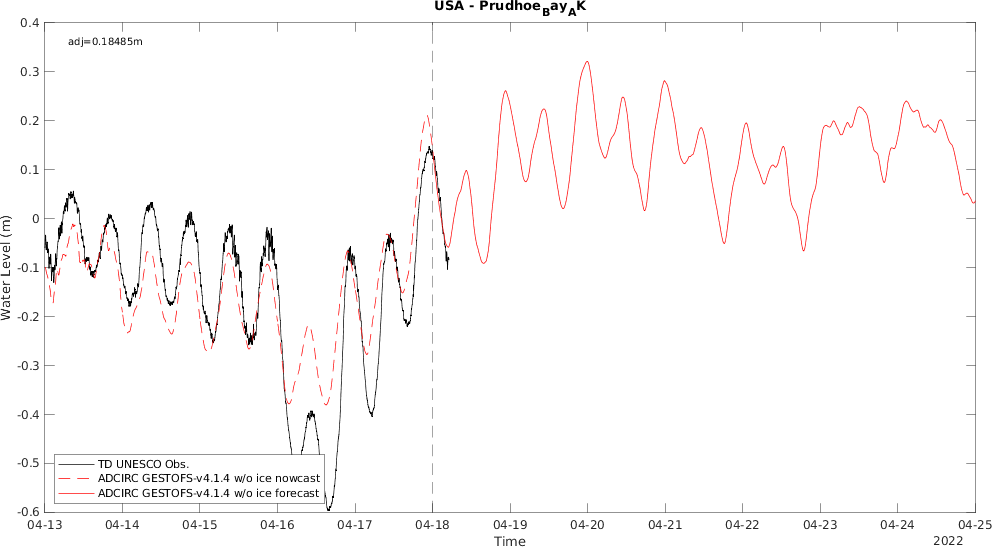 USA - PrudhoeBayAK
adj=0.18485m
Water Level (m)
0.4
0.3
0.2
0.1
0
-0.1
-0.2
-0.3
-0.4
-0.5
-0.6
TD UNESCO Obs.
ADCIRC GESTOFS-v4.1.4 w/o ice nowcast
ADCIRC GESTOFS-v4.1.4 w/o ice forecast
04-13 04-14 04-15 04-16 04-17 04-18 04-19 04-20 04-21 04-22 04-23 04-24 04-25
Time
2022